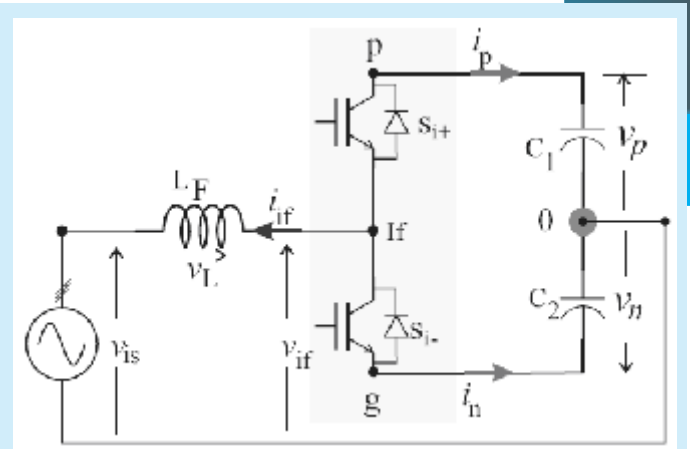 p
i_p
S_i+
C_1
v_p
L_F
i_if
If
0
v_L
C_2
v_n
S_i-
v_is
v_if
g
i_n